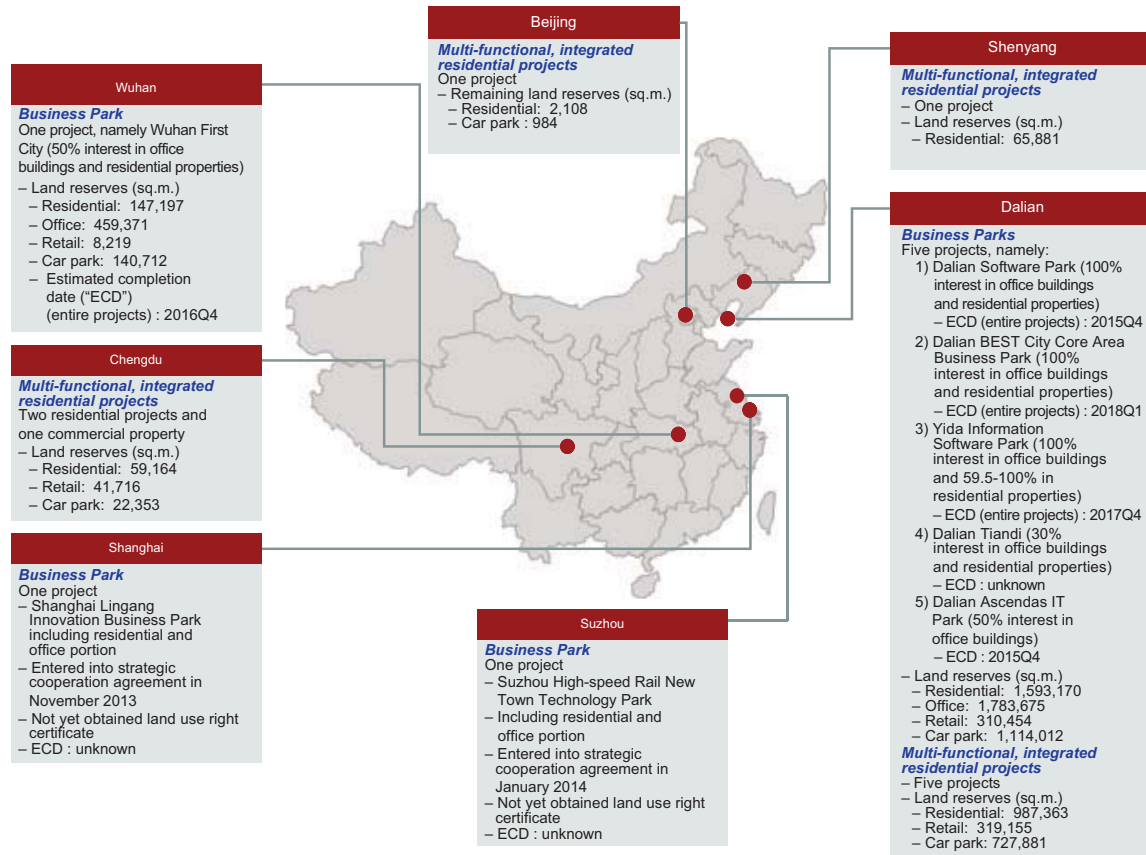 Beijing
Multi-functional, integrated
residential projects
One project
– Remaining land reserves (sq.m.)
– Residential: 2,108
– Car park : 984
Shenyang
Multi-functional, integrated
residential projects
– One project
– Land reserves (sq.m.)
– Residential: 65,881
Wuhan
Business Park
One project, namely Wuhan First
City (50% interest in office
buildings and residential properties)
– Land reserves (sq.m.)
– Residential: 147,197
– Office: 459,371
– Retail: 8,219
– Car park: 140,712
– Estimated completion
date (“ECD”)
(entire projects) : 2016Q4
Chengdu
Multi-functional, integrated
residential projects
Two residential projects and
one commercial property
– Land reserves (sq.m.)
– Residential: 59,164
– Retail: 41,716
– Car park: 22,353
Shanghai
Business Park
One project
– Shanghai Lingang
Innovation Business Park
including residential and
office portion
– Entered into strategic
cooperation agreement in
November 2013
– Not yet obtained land use right
certificate
– ECD : unknown
Suzhou
Business Park
One project
– Suzhou High-speed Rail New
Town Technology Park
– Including residential and
office portion
– Entered into strategic
cooperation agreement in
January 2014
– Not yet obtained land use right
certificate
– ECD : unknown
Dalian
Business Parks
Five projects, namely:
1) Dalian Software Park (100%
interest in office buildings
and residential properties)
– ECD (entire projects) : 2015Q4
2) Dalian BEST City Core Area
Business Park (100%
interest in office buildings
and residential properties)
– ECD (entire projects) : 2018Q1
3) Yida Information
Software Park (100%
interest in office buildings
and 59.5-100% in
residential properties)
– ECD (entire projects) : 2017Q4
4) Dalian Tiandi (30%
interest in office buildings
and residential properties)
– ECD : unknown
5) Dalian Ascendas IT
Park (50% interest in
office buildings)
– ECD : 2015Q4
– Land reserves (sq.m.)
– Residential: 1,593,170
– Office: 1,783,675
– Retail: 310,454
– Car park: 1,114,012
Multi-functional, integrated
residential projects
– Five projects
– Land reserves (sq.m.)
– Residential: 987,363
– Retail: 319,155
– Car park: 727,881